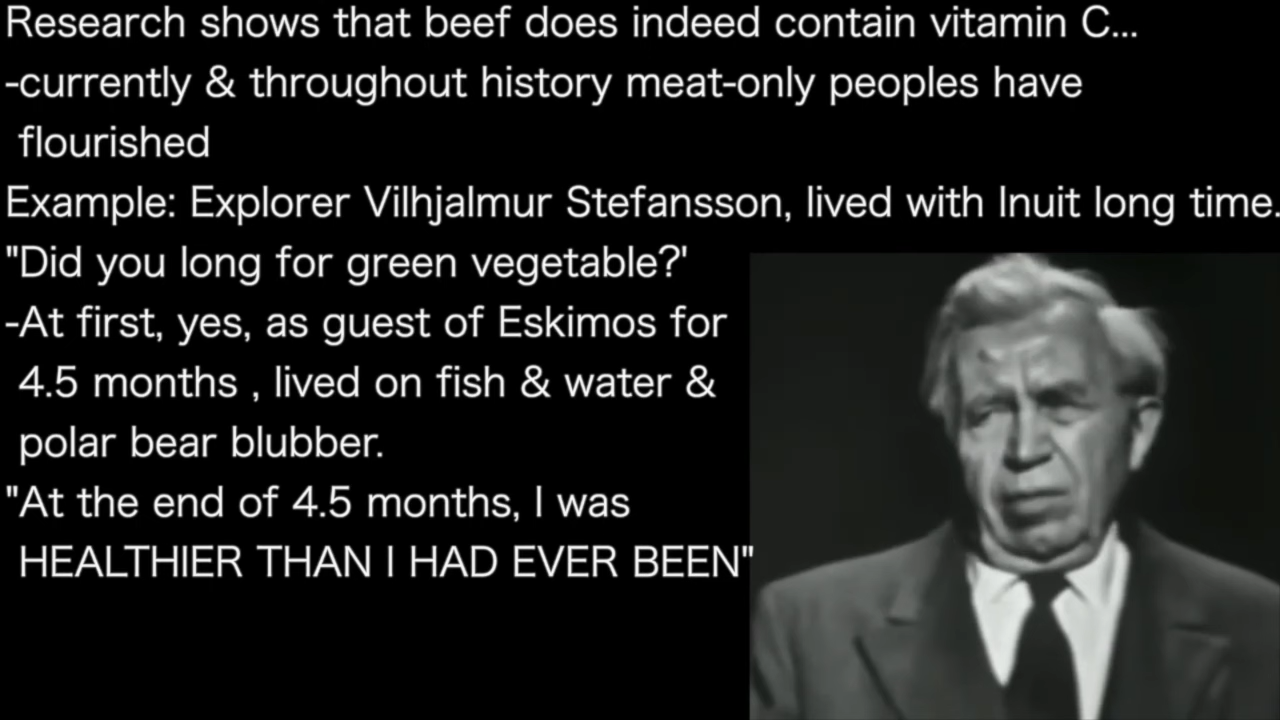 Research shows that beef does indeed contain vitamin C...
-currently & throughout history meat-only peoples have
flourished
Example: Explorer Vilhjalmur Stefansson, lived with Inuit long time.
"Did you long for green vegetable?'
-At first, yes, as guest of Eskimos for
4.5 months , lived on fish & water &
polar bear blubber.
"At the end of 4.5 months, I was
HEALTHIER THAN I HAD EVER BEEN"